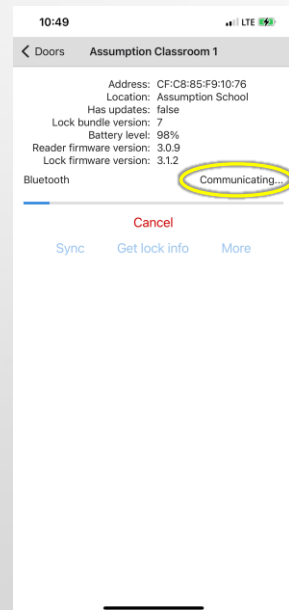 10:49 LTE
Doors Assumption Classroom 1
Address: CF:C8:85:F9:10:76
Location: Assumption School
Has updates: false
Lock bundle version: 7
Battery level: 98%
Reader firmware version: 3.0.9
Lock firmware version: 3.1.2
Bluetooth Communicating...
Cancel
Sync Get lock info More